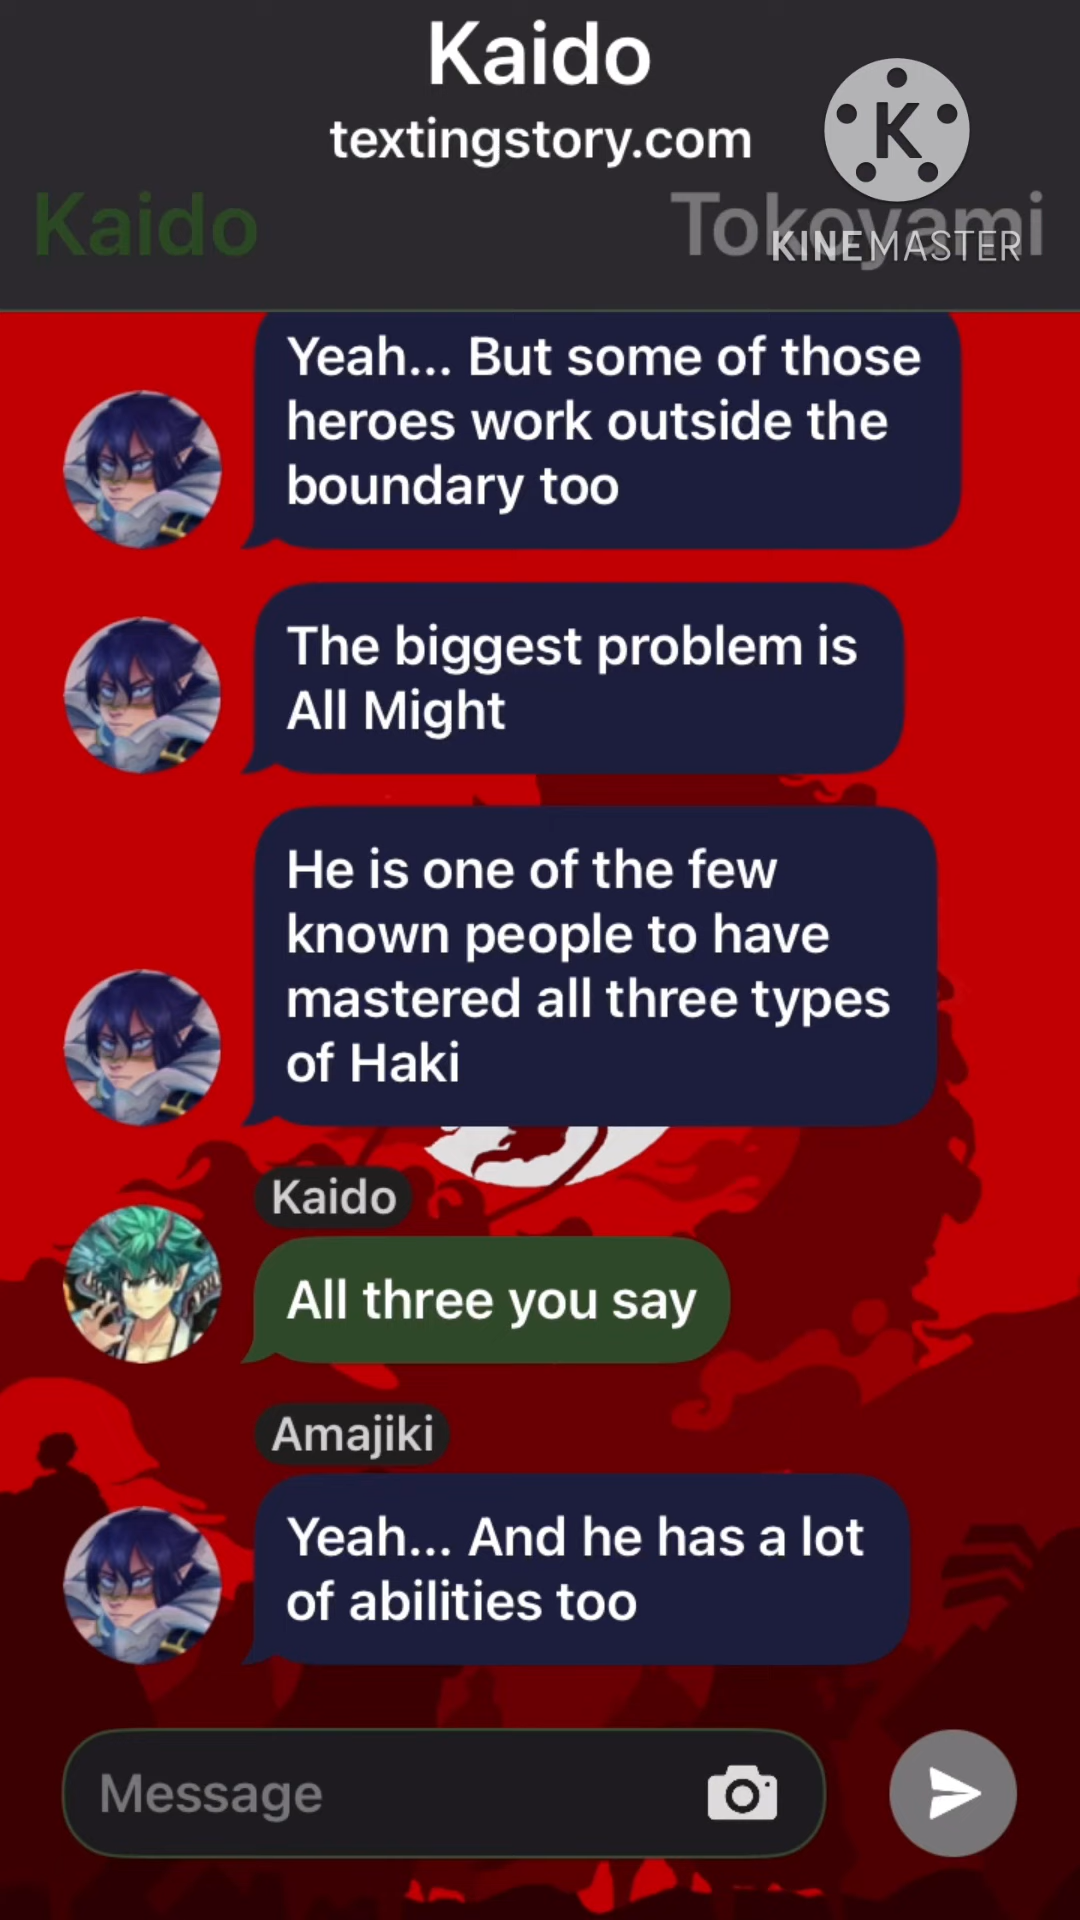 Kaido
textingstory.com
K
Kaido
Tokoyami
KINEMASTER
Yeah... But some of those
heroes work outside the
boundary too
The biggest problem is
All Might
He is one of the few
known people to have
mastered all three types
of Haki
Kaido
All three you say
Amajiki
Yeah... And he has a lot
of abilities too
Message